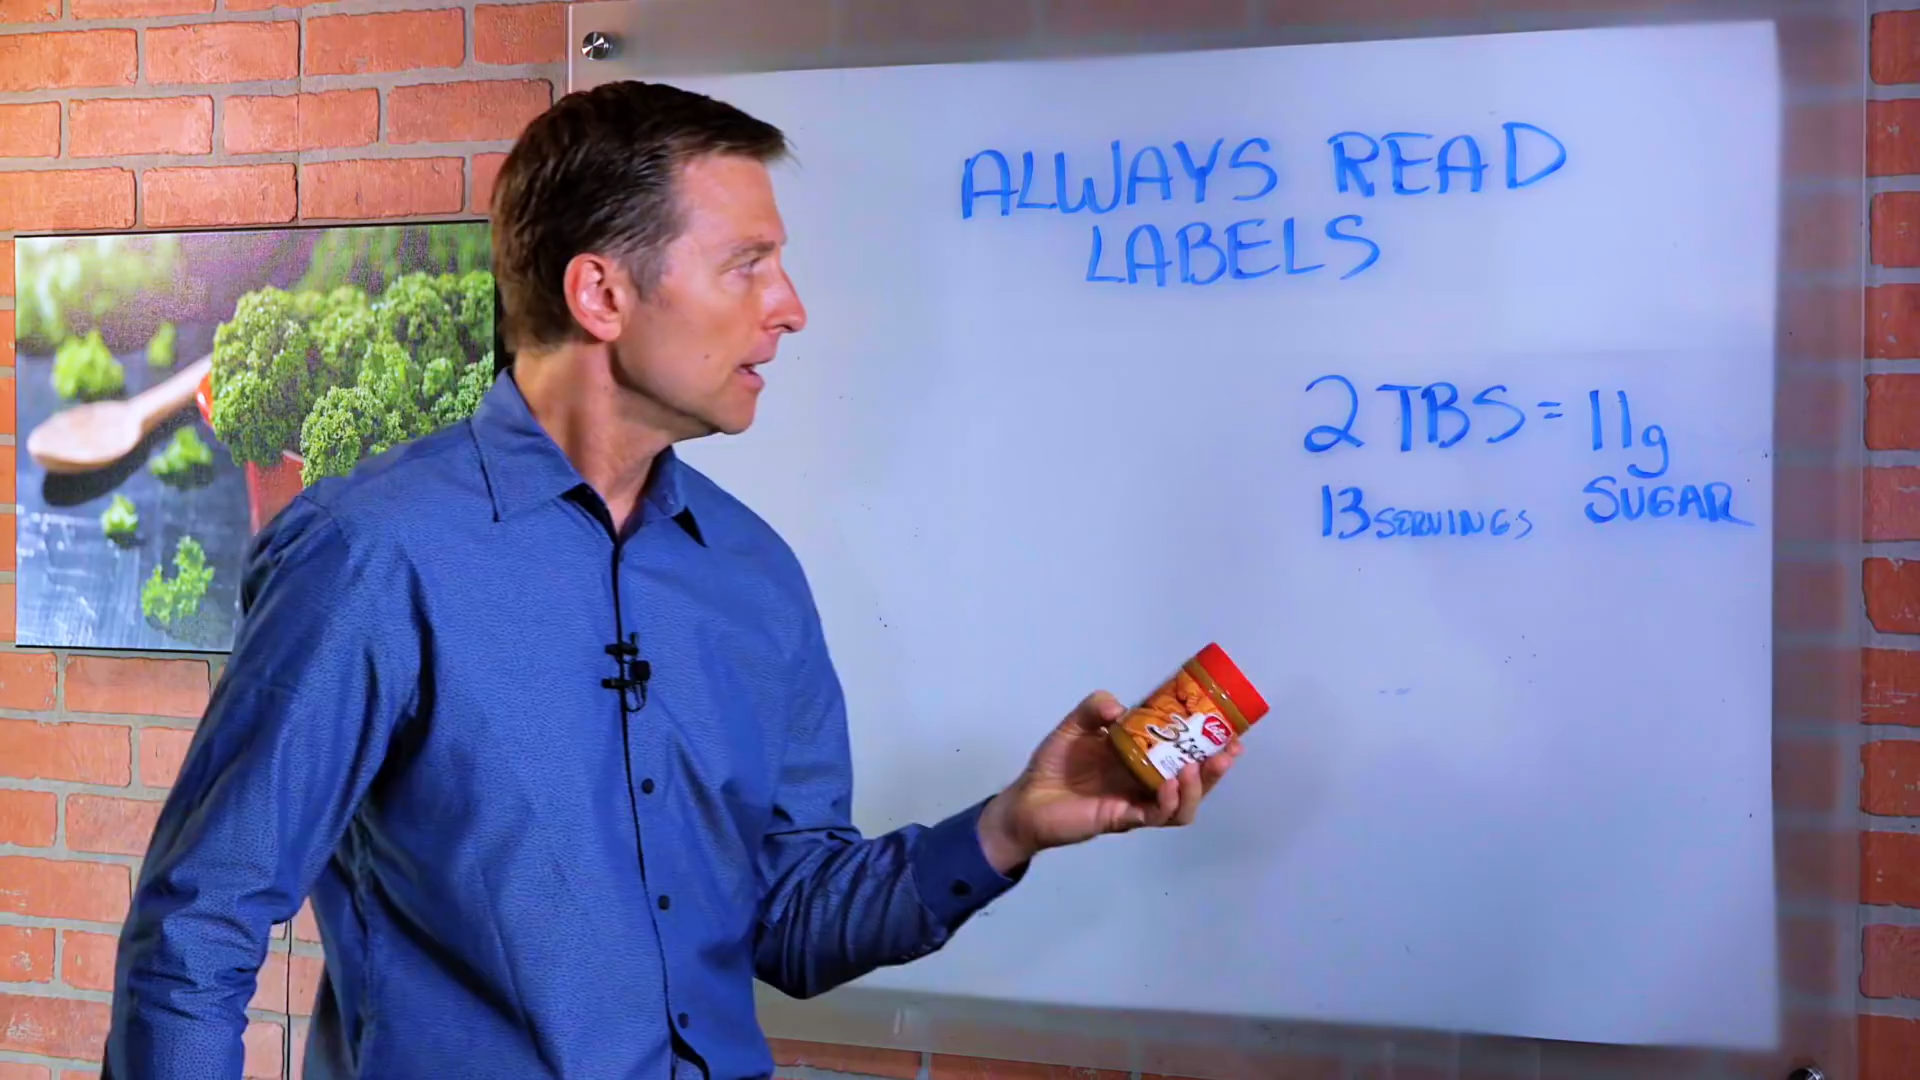 ALWAYS READ
LABELS
2 TBS = 11g
13 SERVINGS SUGAR